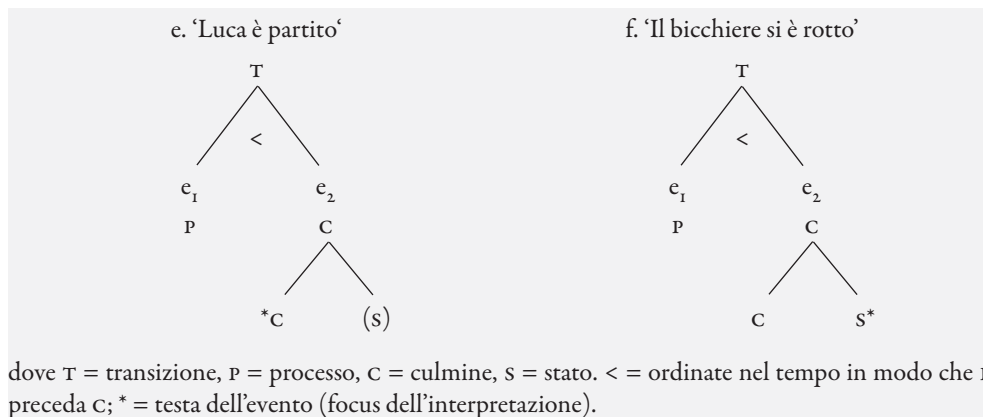 e. ‘Luca è partito‘ f. ‘Il bicchiere si è rotto’
T T
< <
e₁ e₂ e₁ e₂
P C P C
*C (S) C S*
dove T = transizione, P = processo, C = culmine, S = stato. < = ordinate nel tempo in modo che
preceda C; * = testa dell’evento (focus dell’interpretazione).